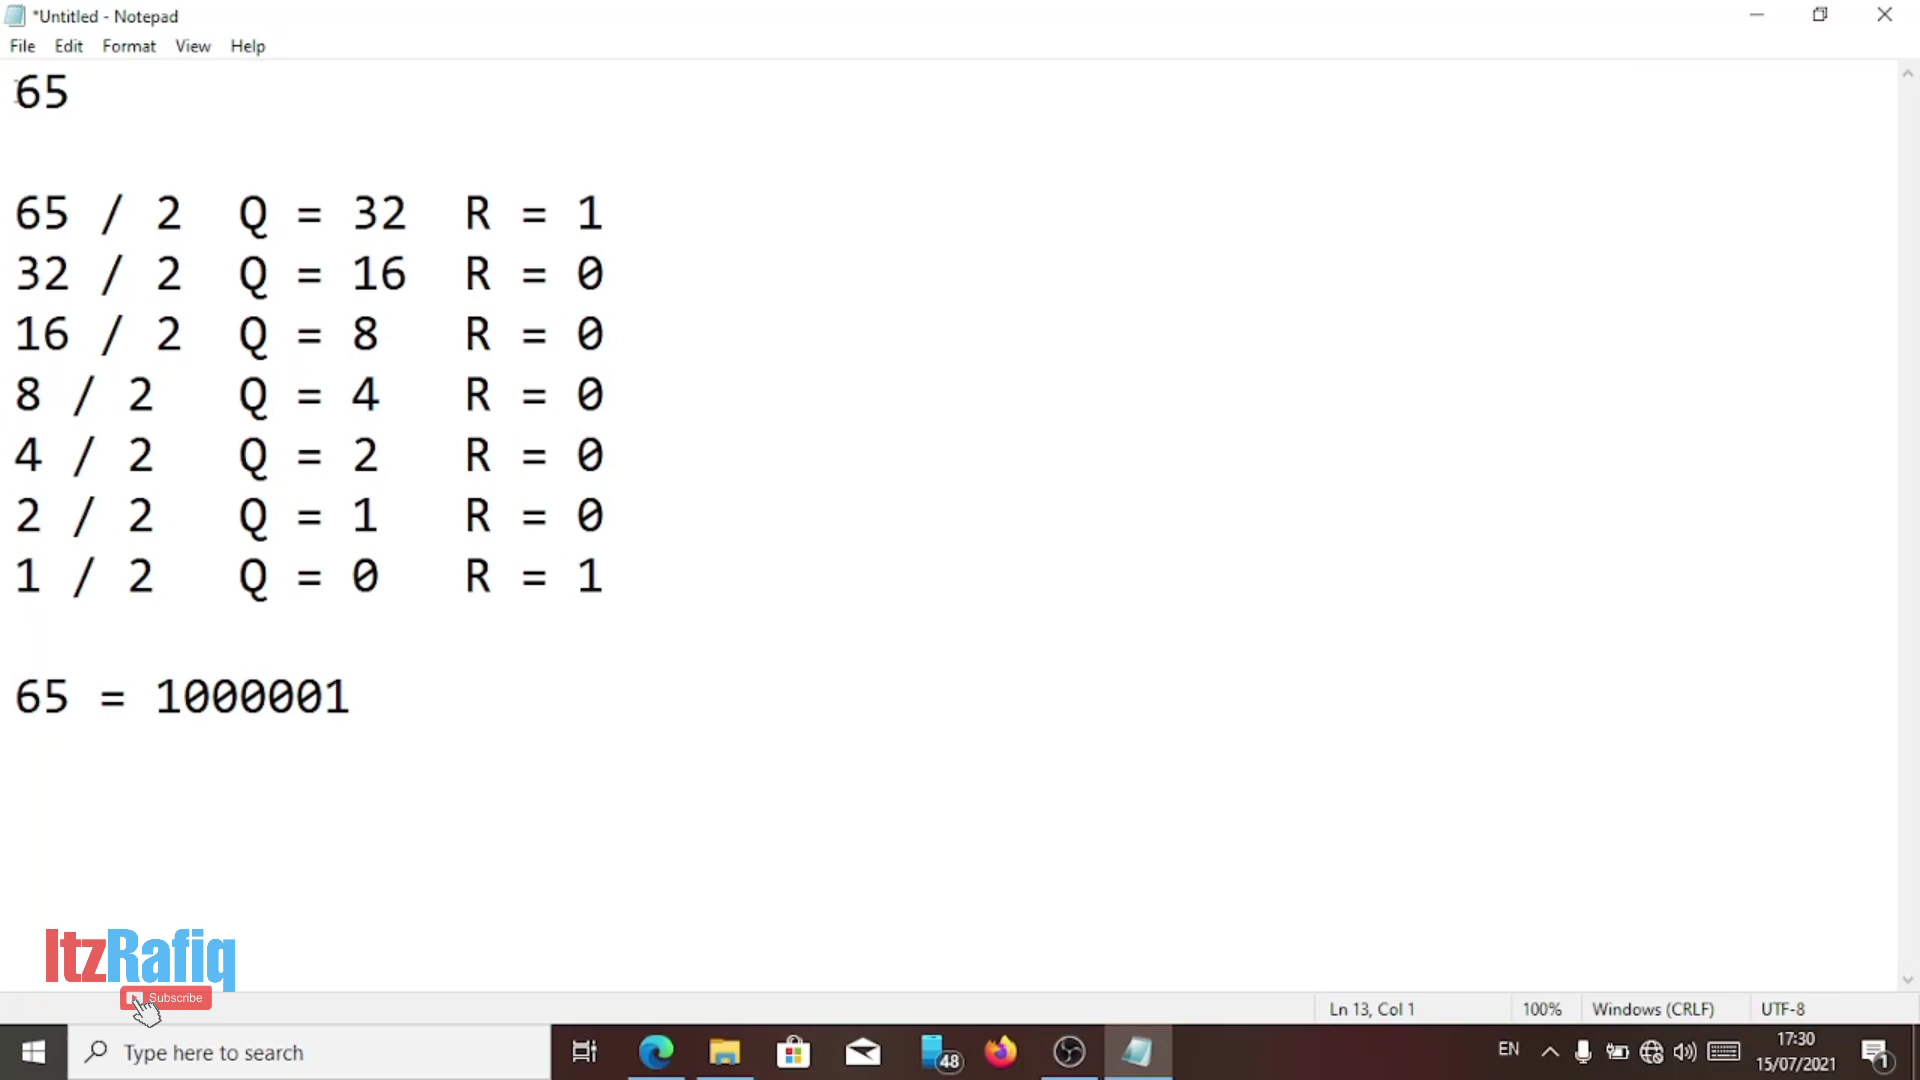 *Untitled - Notepad
File Edit Format View Help
65
65 / 2 Q = 32 R = 1
32 / 2 Q = 16 R = 0
16 / 2 Q = 8 R = 0
8 / 2 Q = 4 R = 0
4 / 2 Q = 2 R = 0
2 / 2 Q = 1 R = 0
1 / 2 Q = 0 R = 1
65 = 1000001
ItzRafiq
Subscribe
Ln 13, Col 1 100% Windows (CRLF) UTF-8
Type here to search 48 EN 17:30
15/07/2021 1